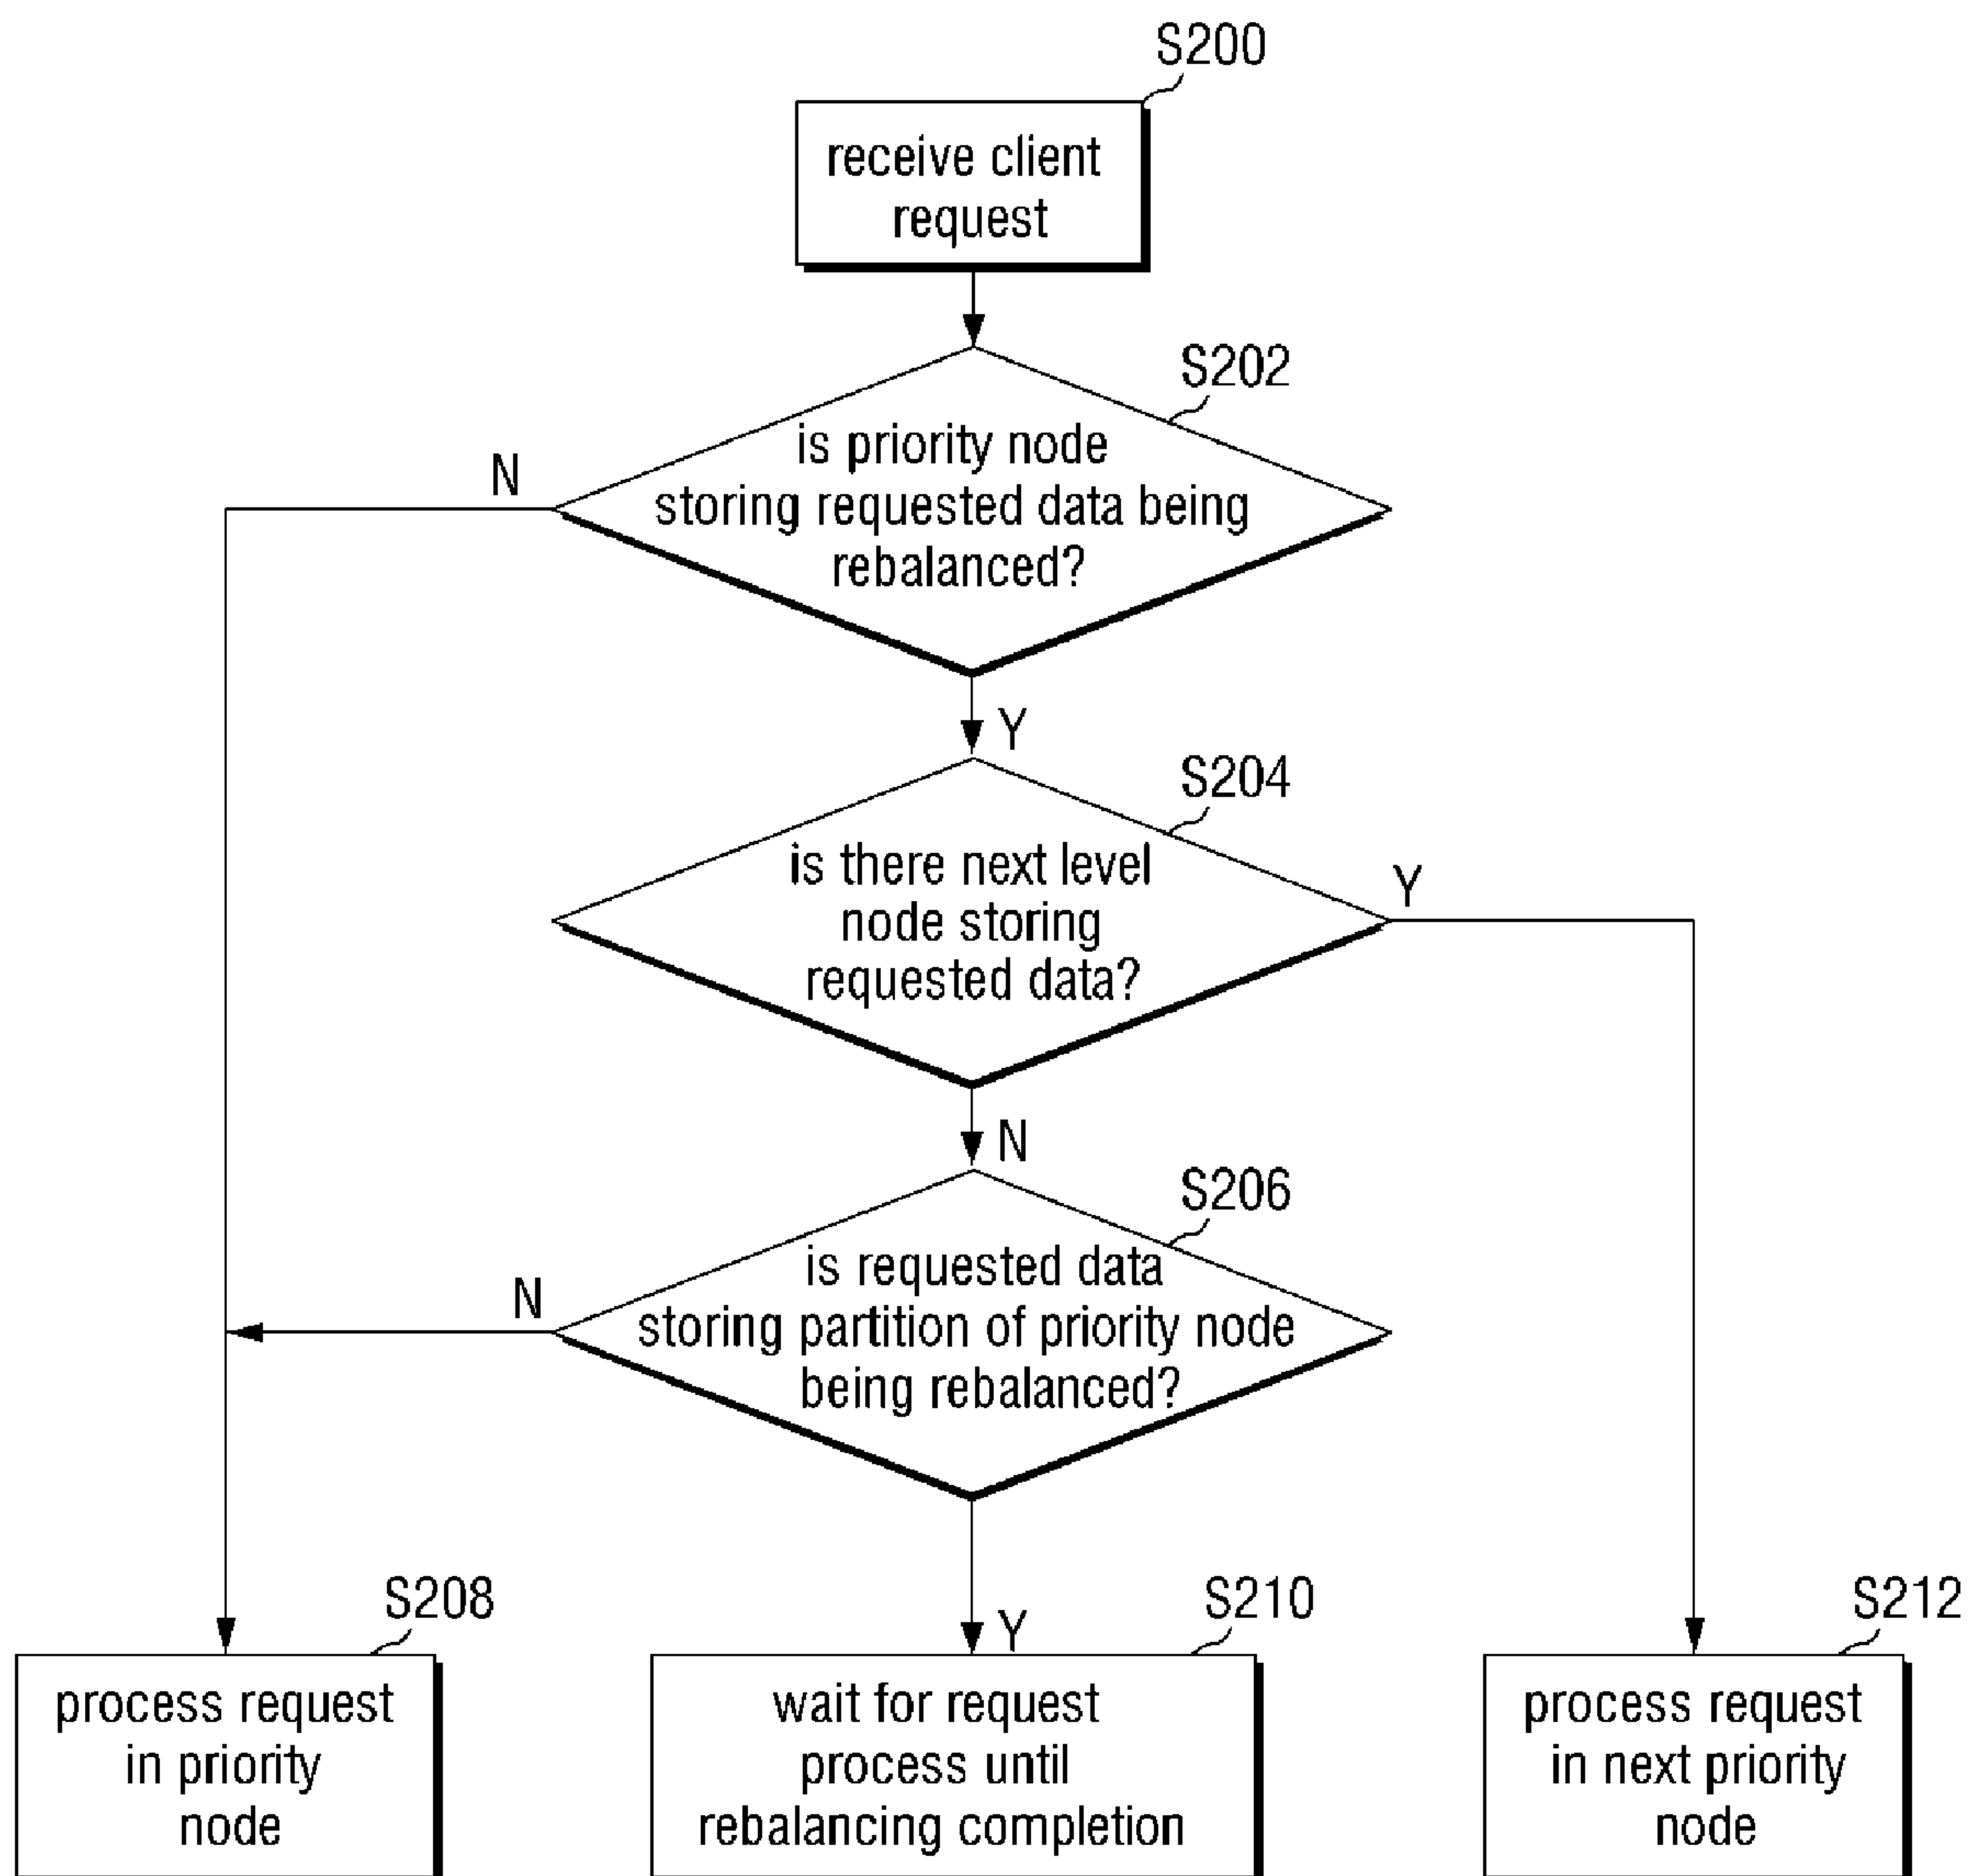 S200
receive client
request
S202
is priority node
storing requested data being
rebalanced?
N
Y
S204
is there next level
node storing
requested data?
Y
N
S206
is requested data
storing partition of priority node
being rebalanced?
N
Y
S208
process request
in priority
node
S210
wait for request
process until
rebalancing completion
S212
process request
in next priority
node